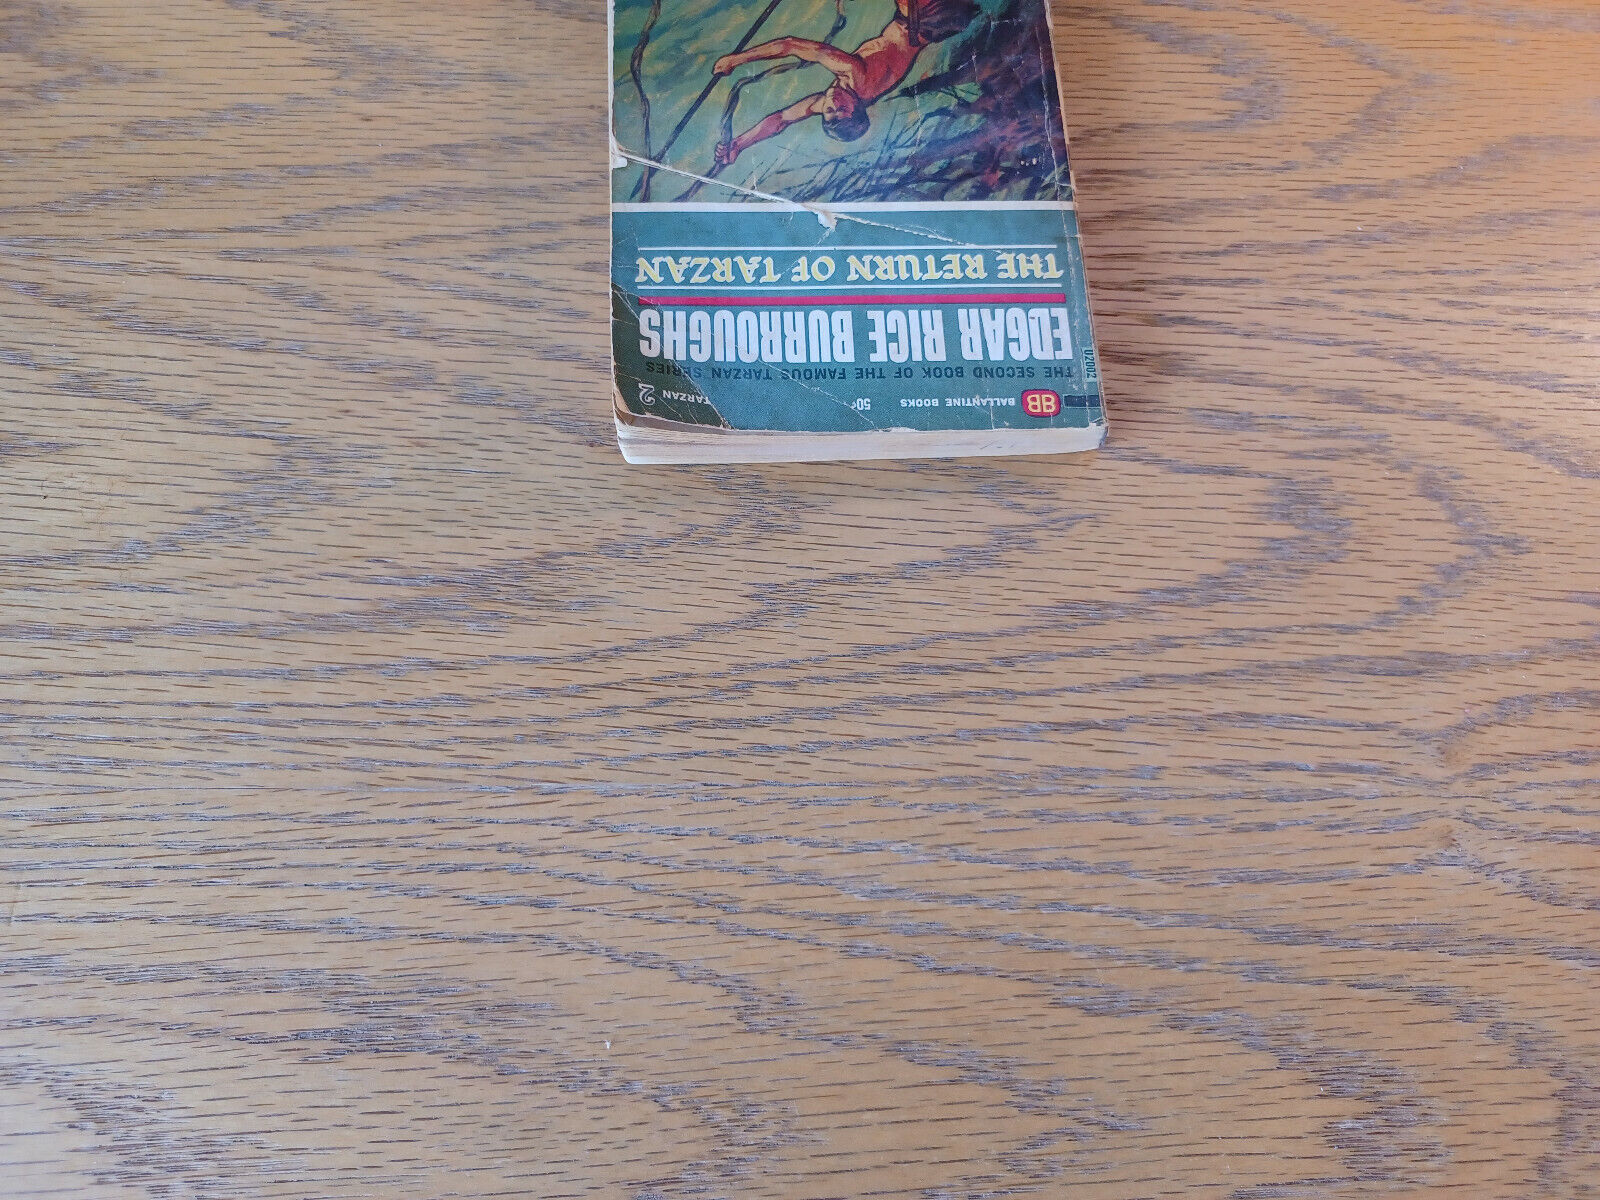 BB BALLANTINE BOOKS 50¢ TARZAN 2
U2002
THE SECOND BOOK OF THE FAMOUS TARZAN SERIES
EDGAR RICE BURROUGHS
THE RETURN OF TARZAN